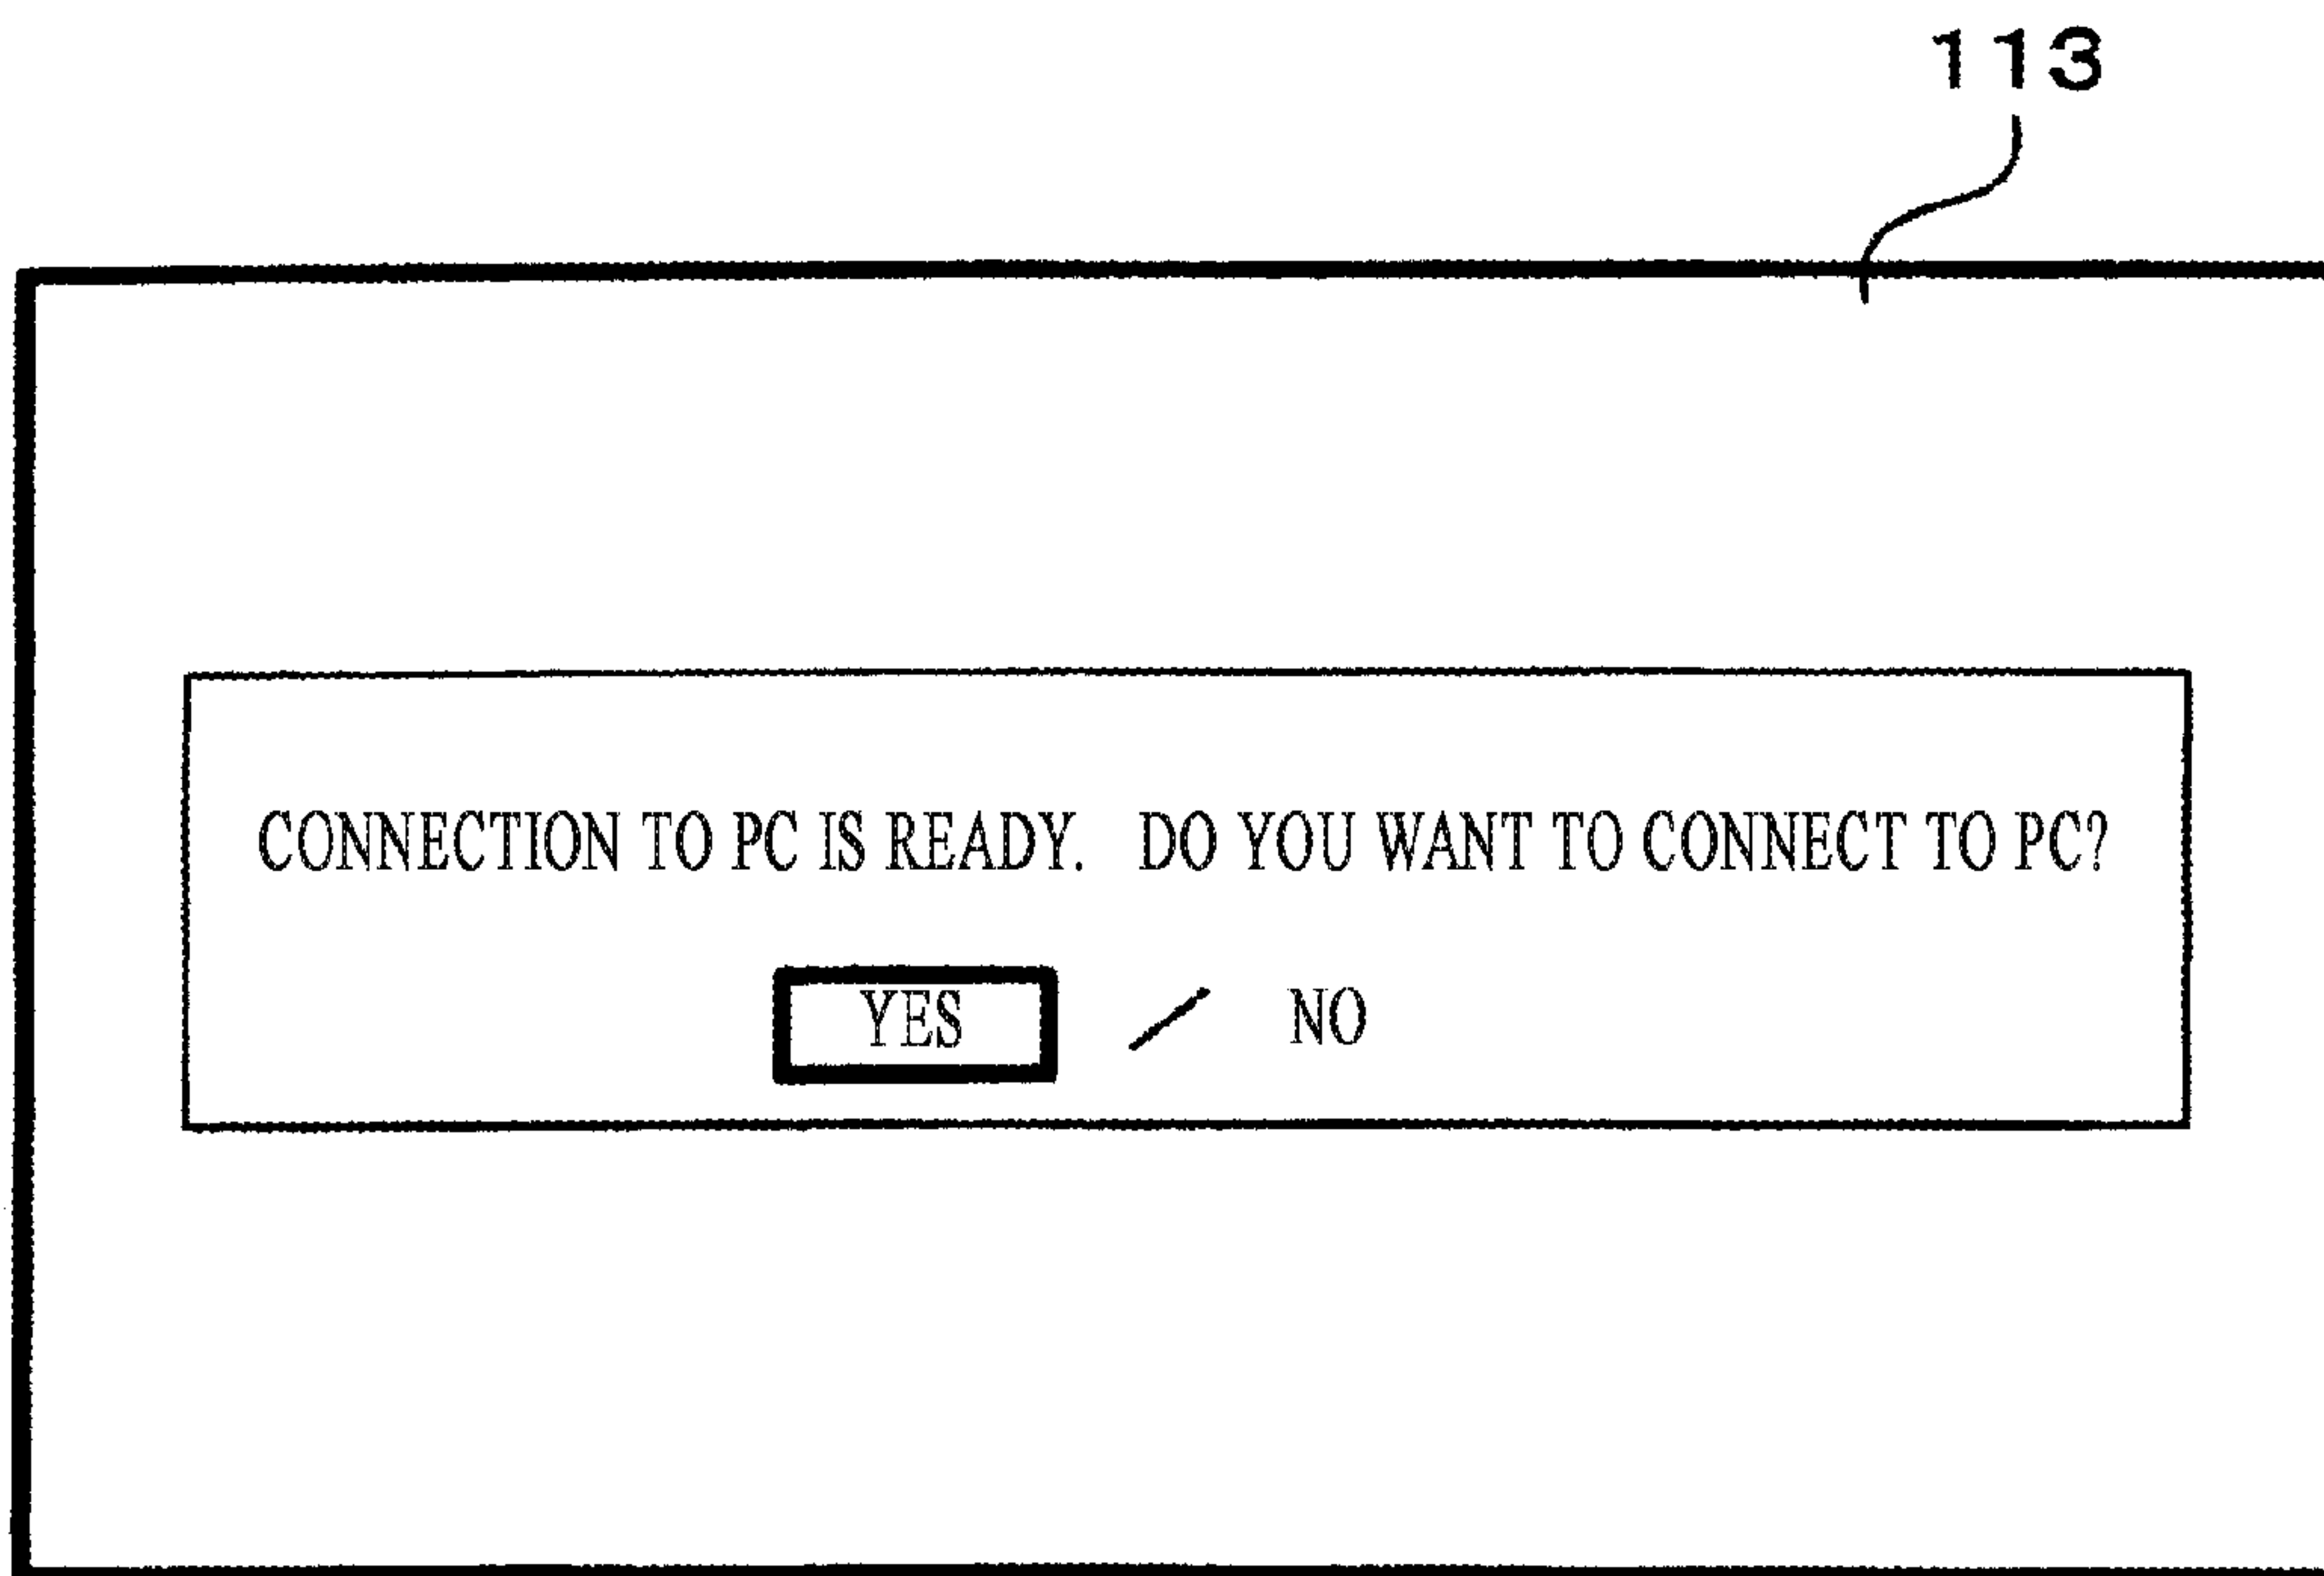 113
CONNECTION TO PC IS READY. DO YOU WANT TO CONNECT TO PC?
YES / NO